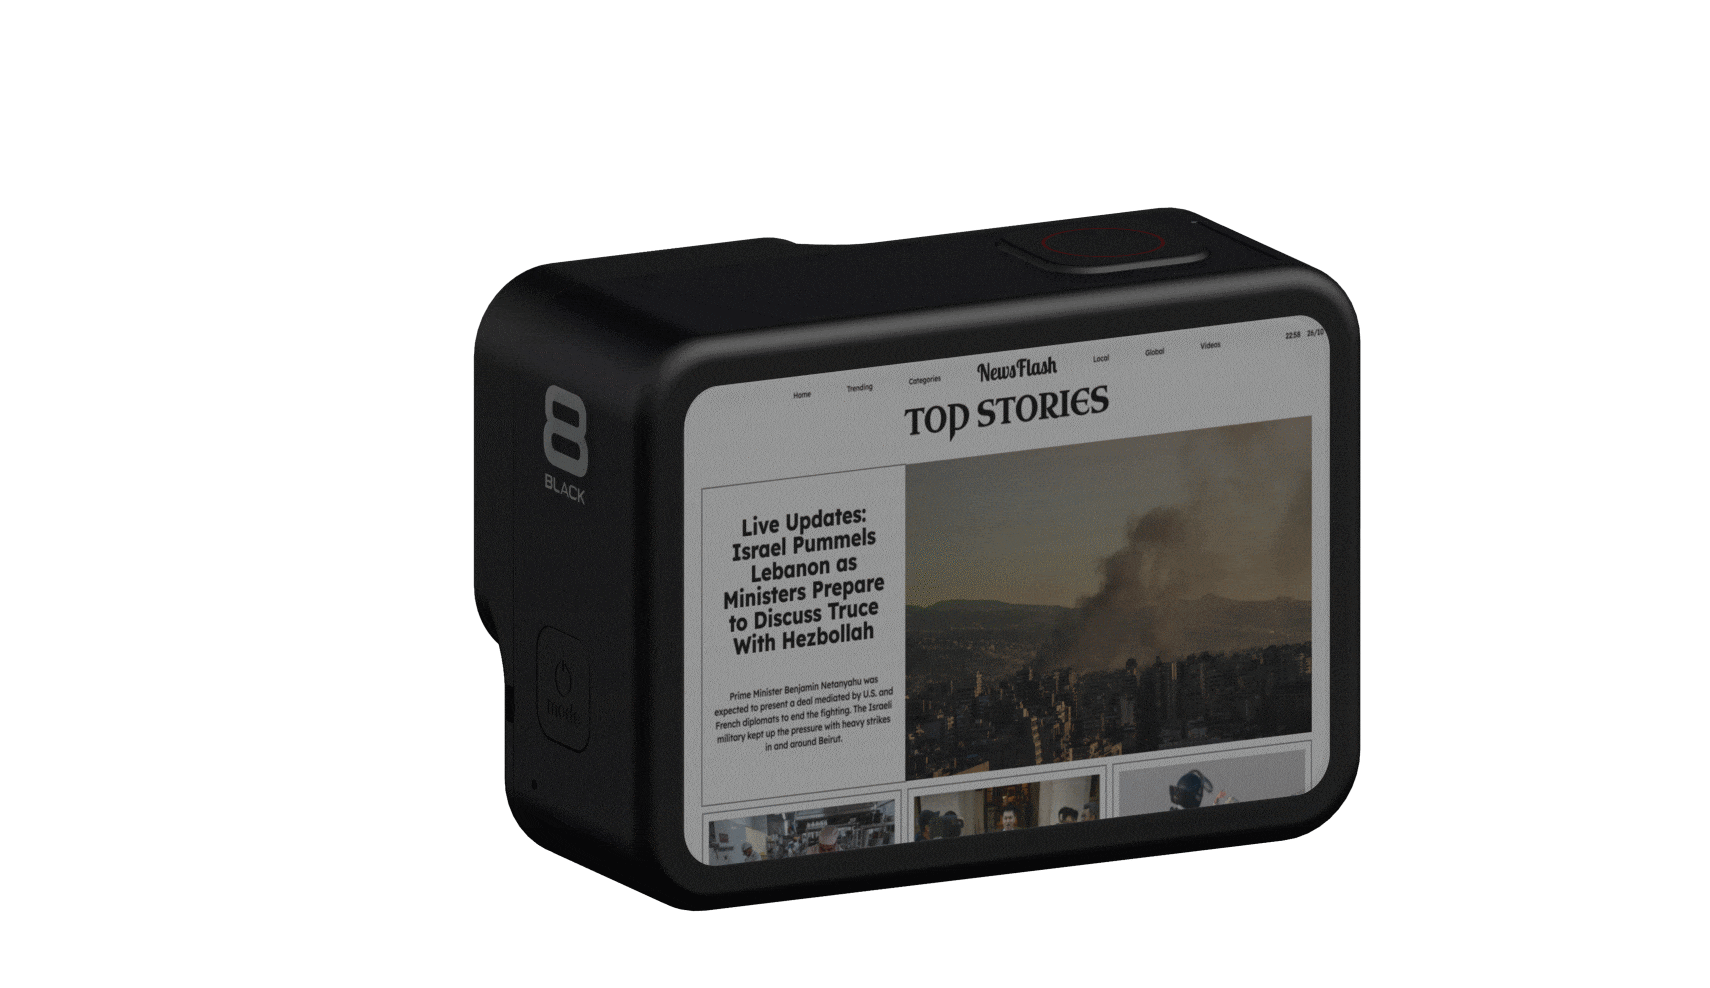 8
BLACK
mode
Home
Trending
Categories
NewsFlash
Local
Global
Videos
22:58 26/10
TOP STORIES
Live Updates:
Israel Pummels
Lebanon as
Ministers Prepare
to Discuss Truce
With Hezbollah
Prime Minister Benjamin Netanyahu was
expected to present a deal mediated by U.S. and
French diplomats to end the fighting. The Israeli
military kept up the pressure with heavy strikes
in and around Beirut.